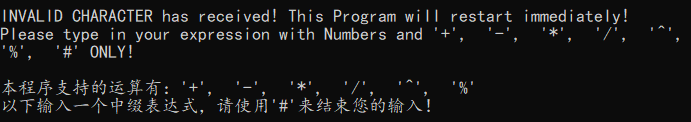 INVALID CHARACTER has received! This Program will restart immediately!
Please type in your expression with Numbers and '+', '-', '*', '/', '^',
'%', '#' ONLY!
本程序支持的运算有: '+', '-', '*', '/', '^', '%'
以下输入一个中缀表达式, 请使用'#'来结束您的输入!